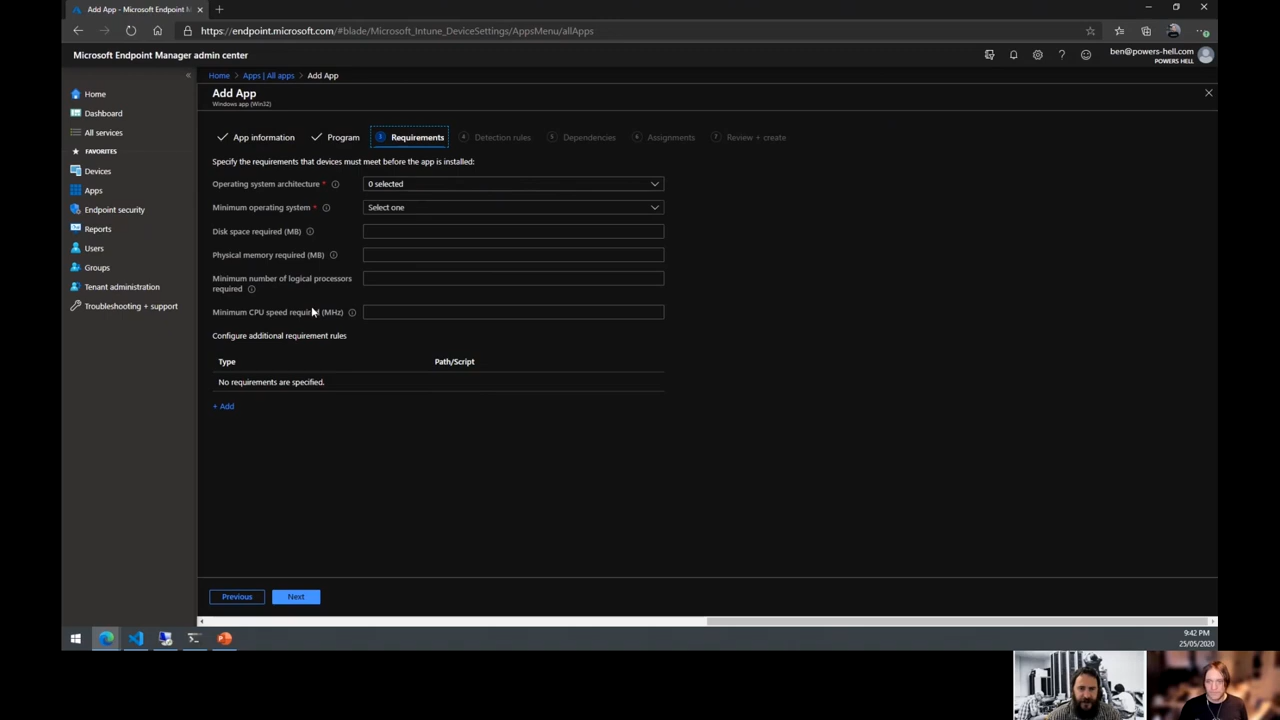 Add App - Microsoft Endpoint M
https://endpoint.microsoft.com/#blade/Microsoft_Intune_DeviceSettings/AppsMenu/allApps
Microsoft Endpoint Manager admin center
ben@powers-hell.com
POWERS HELL
Home > Apps | All apps > Add App
Add App
Windows app (Win32)
Home
Dashboard
All services
FAVORITES
Devices
Apps
Endpoint security
Reports
Users
Groups
Tenant administration
Troubleshooting + support
App information
Program
3 Requirements
4 Detection rules
5 Dependencies
6 Assignments
7 Review + create
Specify the requirements that devices must meet before the app is installed:
Operating system architecture * 0 selected
Minimum operating system * Select one
Disk space required (MB)
Physical memory required (MB)
Minimum number of logical processors
required
Minimum CPU speed required (MHz)
Configure additional requirement rules
Type Path/Script
No requirements are specified.
+ Add
Previous
Next
9:42 PM
25/05/2020